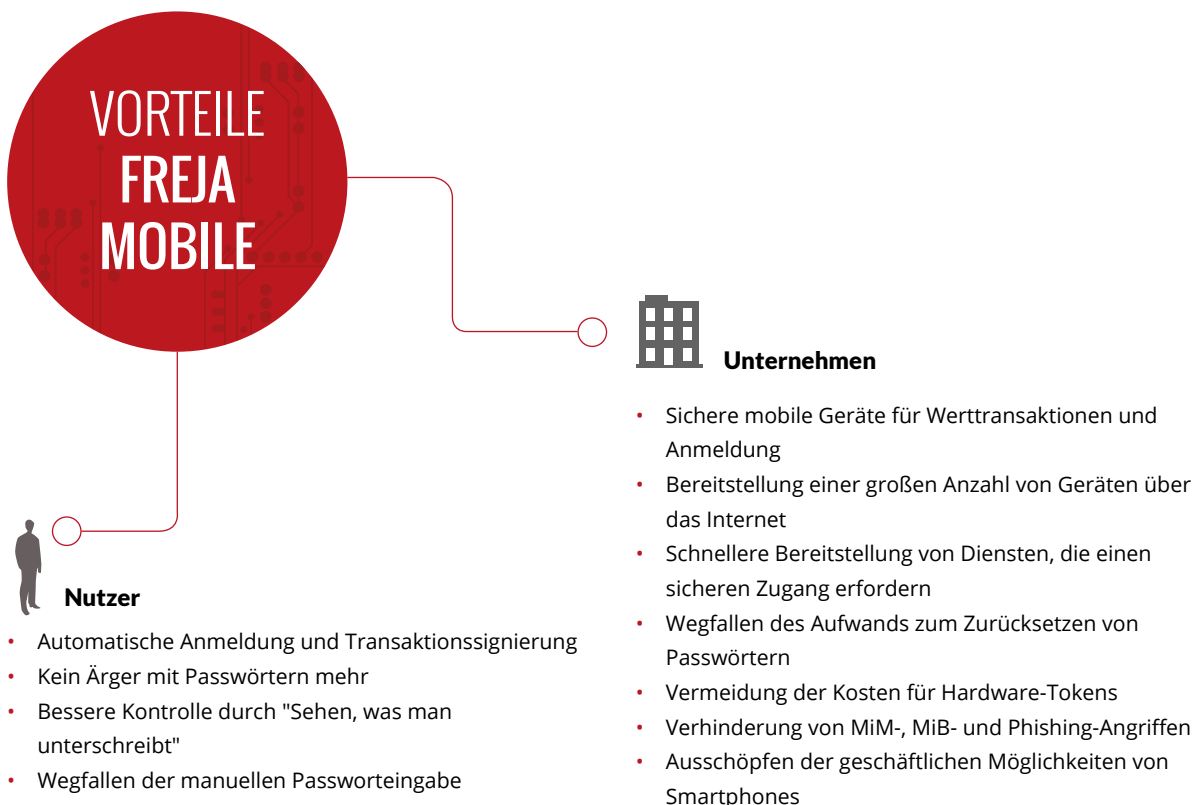 VORTEILE
FREJA
MOBILE
Nutzer
• Automatische Anmeldung und Transaktionssignierung
• Kein Ärger mit Passwörtern mehr
• Bessere Kontrolle durch "Sehen, was man
unterschreibt"
• Wegfallen der manuellen Passworteingabe
Unternehmen
• Sichere mobile Geräte für Werttransaktionen und
Anmeldung
• Bereitstellung einer großen Anzahl von Geräten über
das Internet
• Schnellere Bereitstellung von Diensten, die einen
sicheren Zugang erfordern
• Wegfallen des Aufwands zum Zurücksetzen von
Passwörtern
• Vermeidung der Kosten für Hardware-Tokens
• Verhinderung von MiM-, MiB- und Phishing-Angriffen
• Ausschöpfen der geschäftlichen Möglichkeiten von
Smartphones